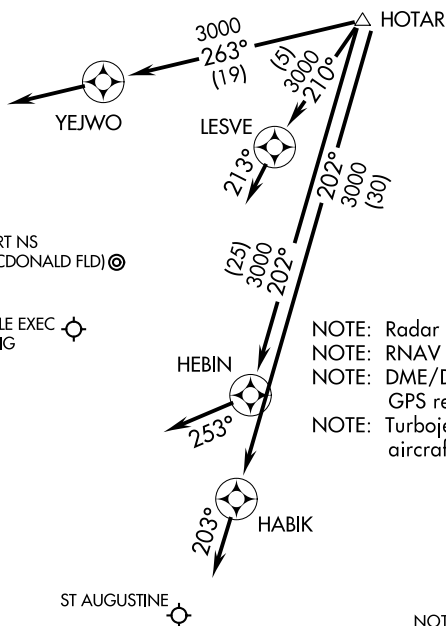 HOTAR
3000
263°
(19)
YEJWO
(5)
3000
210°
LESVE
213°
202°
3000
(30)
(25)
3000
202°
RT NS
CDONALD FLD)
LE EXEC
IG
HEBIN
253°
NOTE: Radar
NOTE: RNAV
NOTE: DME/D
GPS re
NOTE: Turboje
aircraf
HABIK
203°
ST AUGUSTINE
NOT